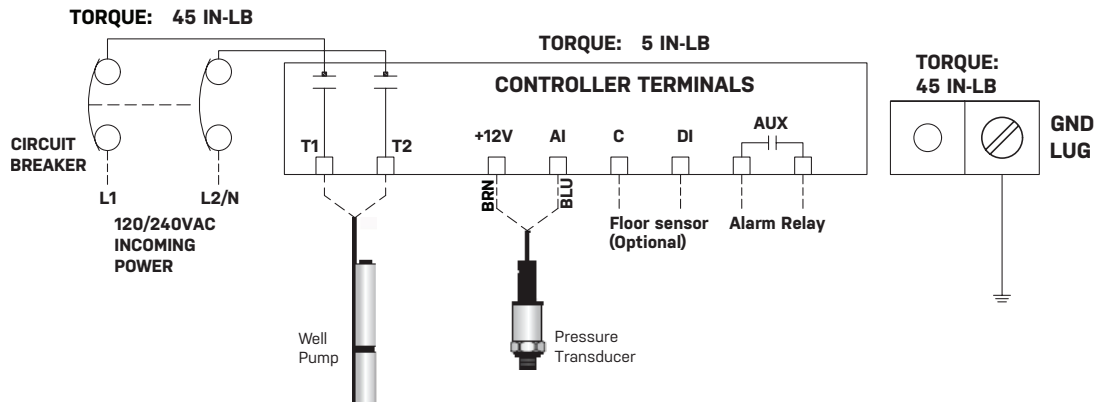 TORQUE: 45 IN-LB
TORQUE: 5 IN-LB
TORQUE:
45 IN-LB
CONTROLLER TERMINALS
CIRCUIT
BREAKER
L1
L2/N
120/240VAC
INCOMING
POWER
T1
T2
+12V
AI
C
DI
AUX
GND
LUG
BRN
BLU
Floor sensor
(Optional)
Alarm Relay
Well
Pump
Pressure
Transducer